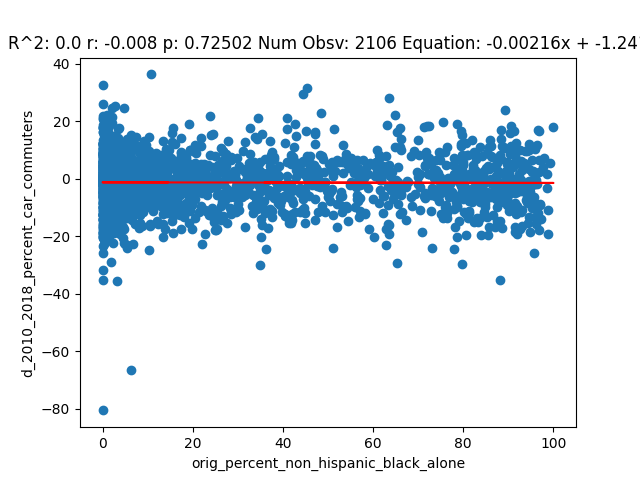 R^2: 0.0 r: -0.008 p: 0.72502 Num Obsv: 2106 Equation: -0.00216x + -1.24
40
20
0
−20
−40
−60
−80
d_2010_2018_percent_car_commuters
0 20 40 60 80 100
orig_percent_non_hispanic_black_alone